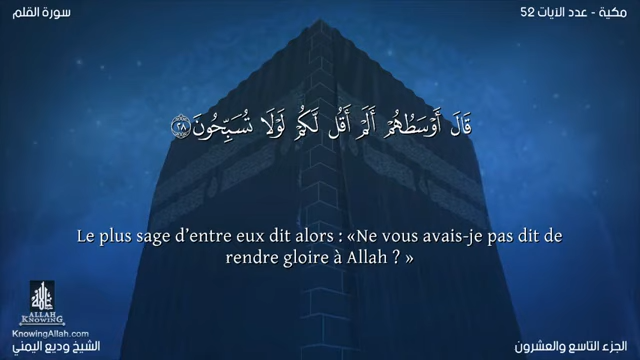 سورة القلم
مكية - عدد الآيات 52
قَالَ أَوْسَطُهُمْ أَلَمْ أَقُل لَّكُمْ لَوْلَا تُسَبِّحُونَ ٢٨
Le plus sage d’entre eux dit alors : «Ne vous avais-je pas dit de
rendre gloire à Allah ? »
ALLAH
KNOWING
KnowingAllah.com
الشيخ وديع اليمني
الجزء التاسع والعشرون